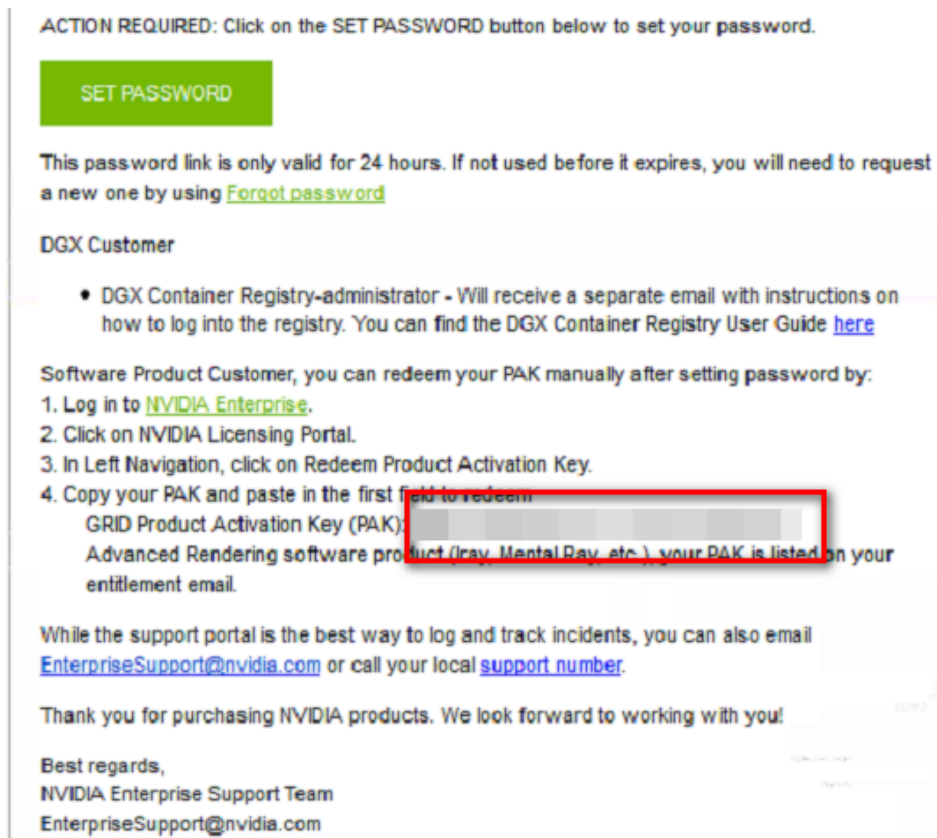 ACTION REQUIRED: Click on the SET PASSWORD button below to set your password.
SET PASSWORD
This password link is only valid for 24 hours. If not used before it expires, you will need to request
a new one by using Forgot password
DGX Customer
• DGX Container Registry-administrator - Will receive a separate email with instructions on
how to log into the registry. You can find the DGX Container Registry User Guide here
Software Product Customer, you can redeem your PAK manually after setting password by:
1. Log in to NVIDIA Enterprise.
2. Click on NVIDIA Licensing Portal.
3. In Left Navigation, click on Redeem Product Activation Key.
4. Copy your PAK and paste in the first field to redeem
GRID Product Activation Key (PAK):
Advanced Rendering software product (Iray, Mental Ray, etc.), your PAK is listed on your
entitlement email.
While the support portal is the best way to log and track incidents, you can also email
EnterpriseSupport@nvidia.com or call your local support number.
Thank you for purchasing NVIDIA products. We look forward to working with you!
Best regards,
NVIDIA Enterprise Support Team
EnterpriseSupport@nvidia.com